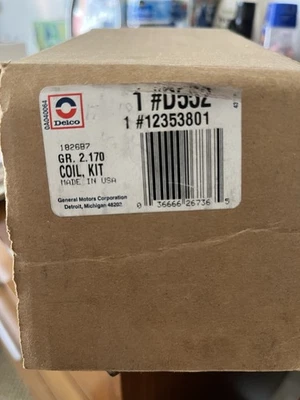 0A040064
Delco
1 #D552
1 #12353801
182687
GR. 2.170
COIL, KIT
MADE IN USA
General Motors Corporation
Detroit, Michigan 48202
0 36666 26736 5